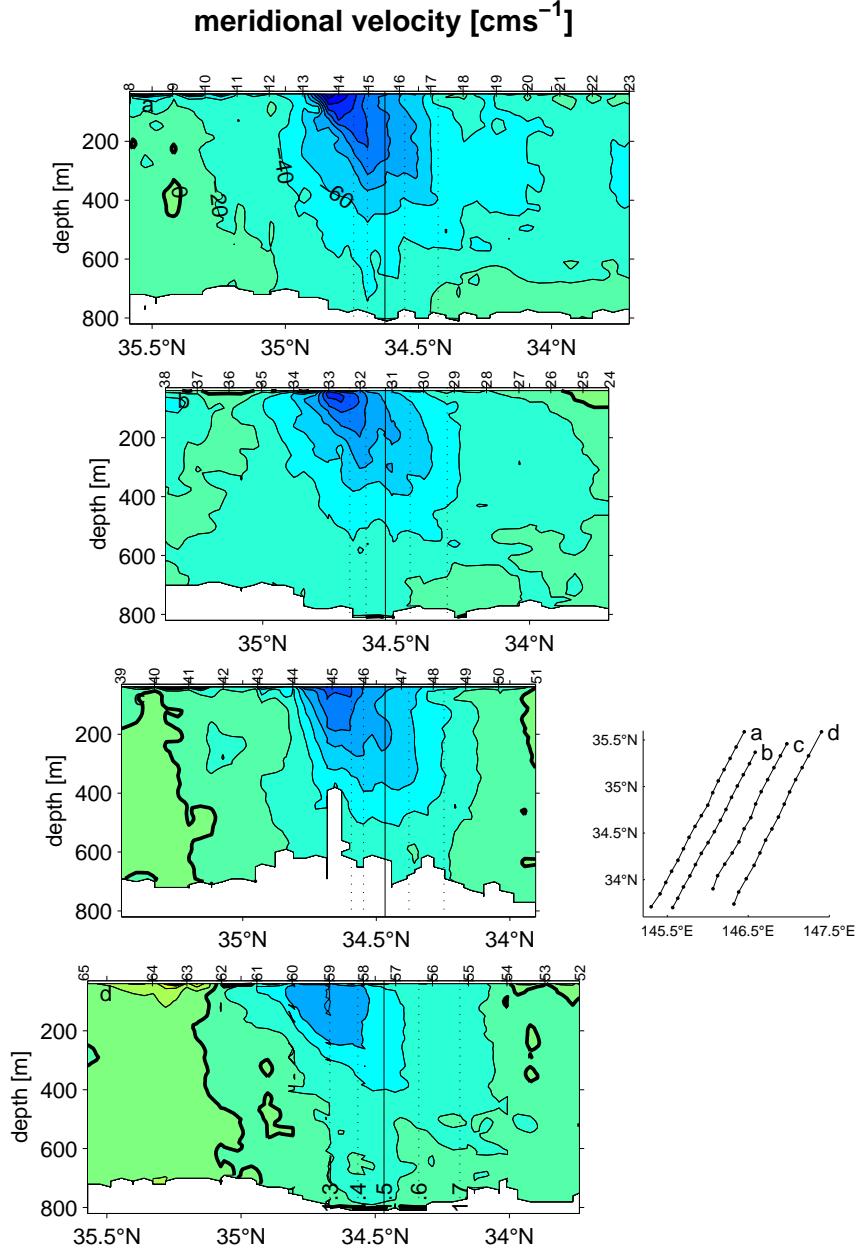 meridional velocity [cms−1]
8 9 10 11 12 13 14 15 16 17 18 19 20 21 22 23
a
0
−20
−40
−60
depth [m]
200
400
600
800
35.5°N 35°N 34.5°N 34°N
38 37 36 35 34 33 32 31 30 29 28 27 26 25 24
b
depth [m]
200
400
600
800
35°N 34.5°N 34°N
39 40 41 42 43 44 45 46 47 48 49 50 51
depth [m]
200
400
600
800
35°N 34.5°N 34°N
35.5°N
35°N
34.5°N
34°N
a b c d
145.5°E 146.5°E 147.5°E
65 64 63 62 61 60 59 58 57 56 55 54 53 52
d
depth [m]
200
400
600
800
1.3 1.4 1.5 1.6 1.7
35.5°N 35°N 34.5°N 34°N